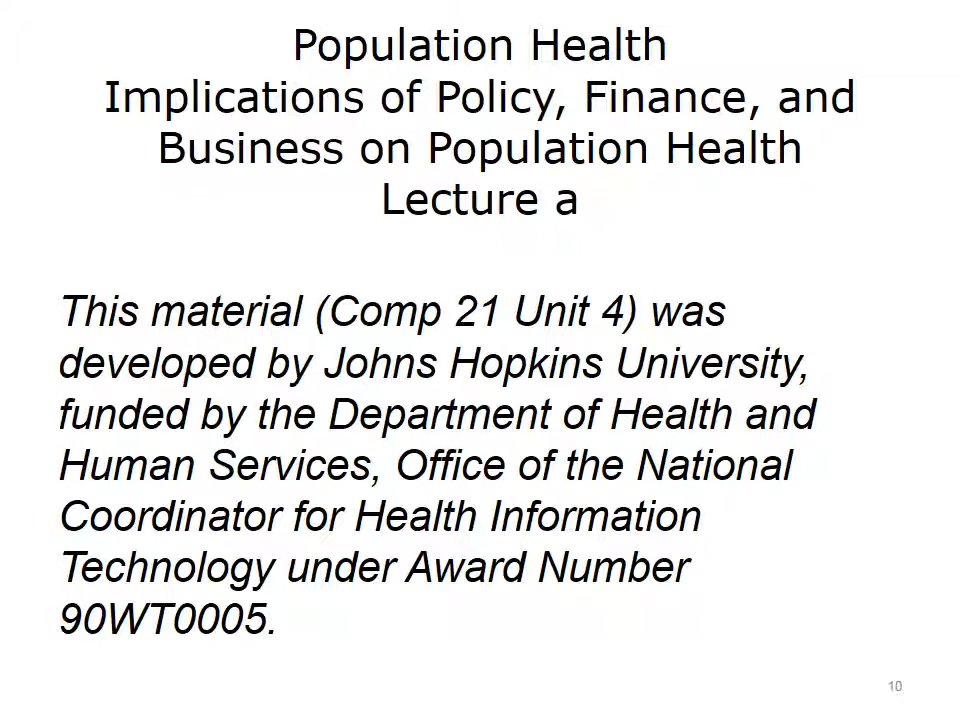 Population Health
Implications of Policy, Finance, and
Business on Population Health
Lecture a
This material (Comp 21 Unit 4) was
developed by Johns Hopkins University,
funded by the Department of Health and
Human Services, Office of the National
Coordinator for Health Information
Technology under Award Number
90WT0005.
10